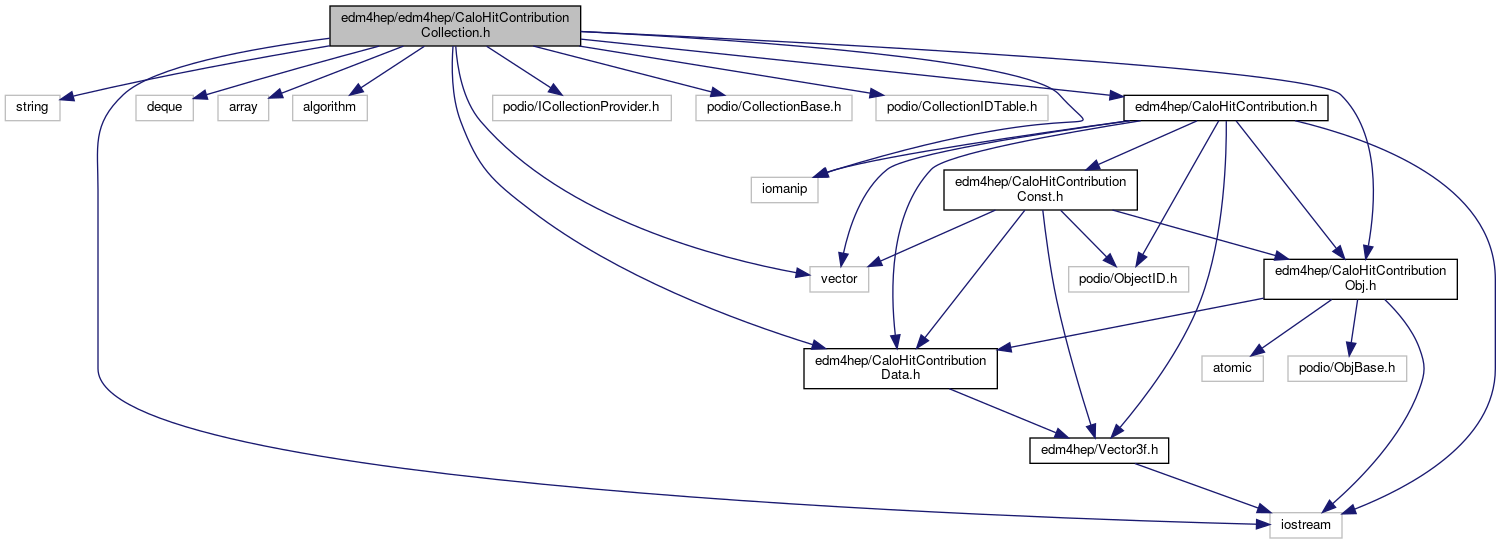 edm4hep/edm4hep/CaloHitContribution
Collection.h
string
deque
array
algorithm
podio/ICollectionProvider.h
podio/CollectionBase.h
podio/CollectionIDTable.h
edm4hep/CaloHitContribution.h
iomanip
edm4hep/CaloHitContribution
Const.h
vector
podio/ObjectID.h
edm4hep/CaloHitContribution
Obj.h
edm4hep/CaloHitContribution
Data.h
atomic
podio/ObjBase.h
edm4hep/Vector3f.h
iostream